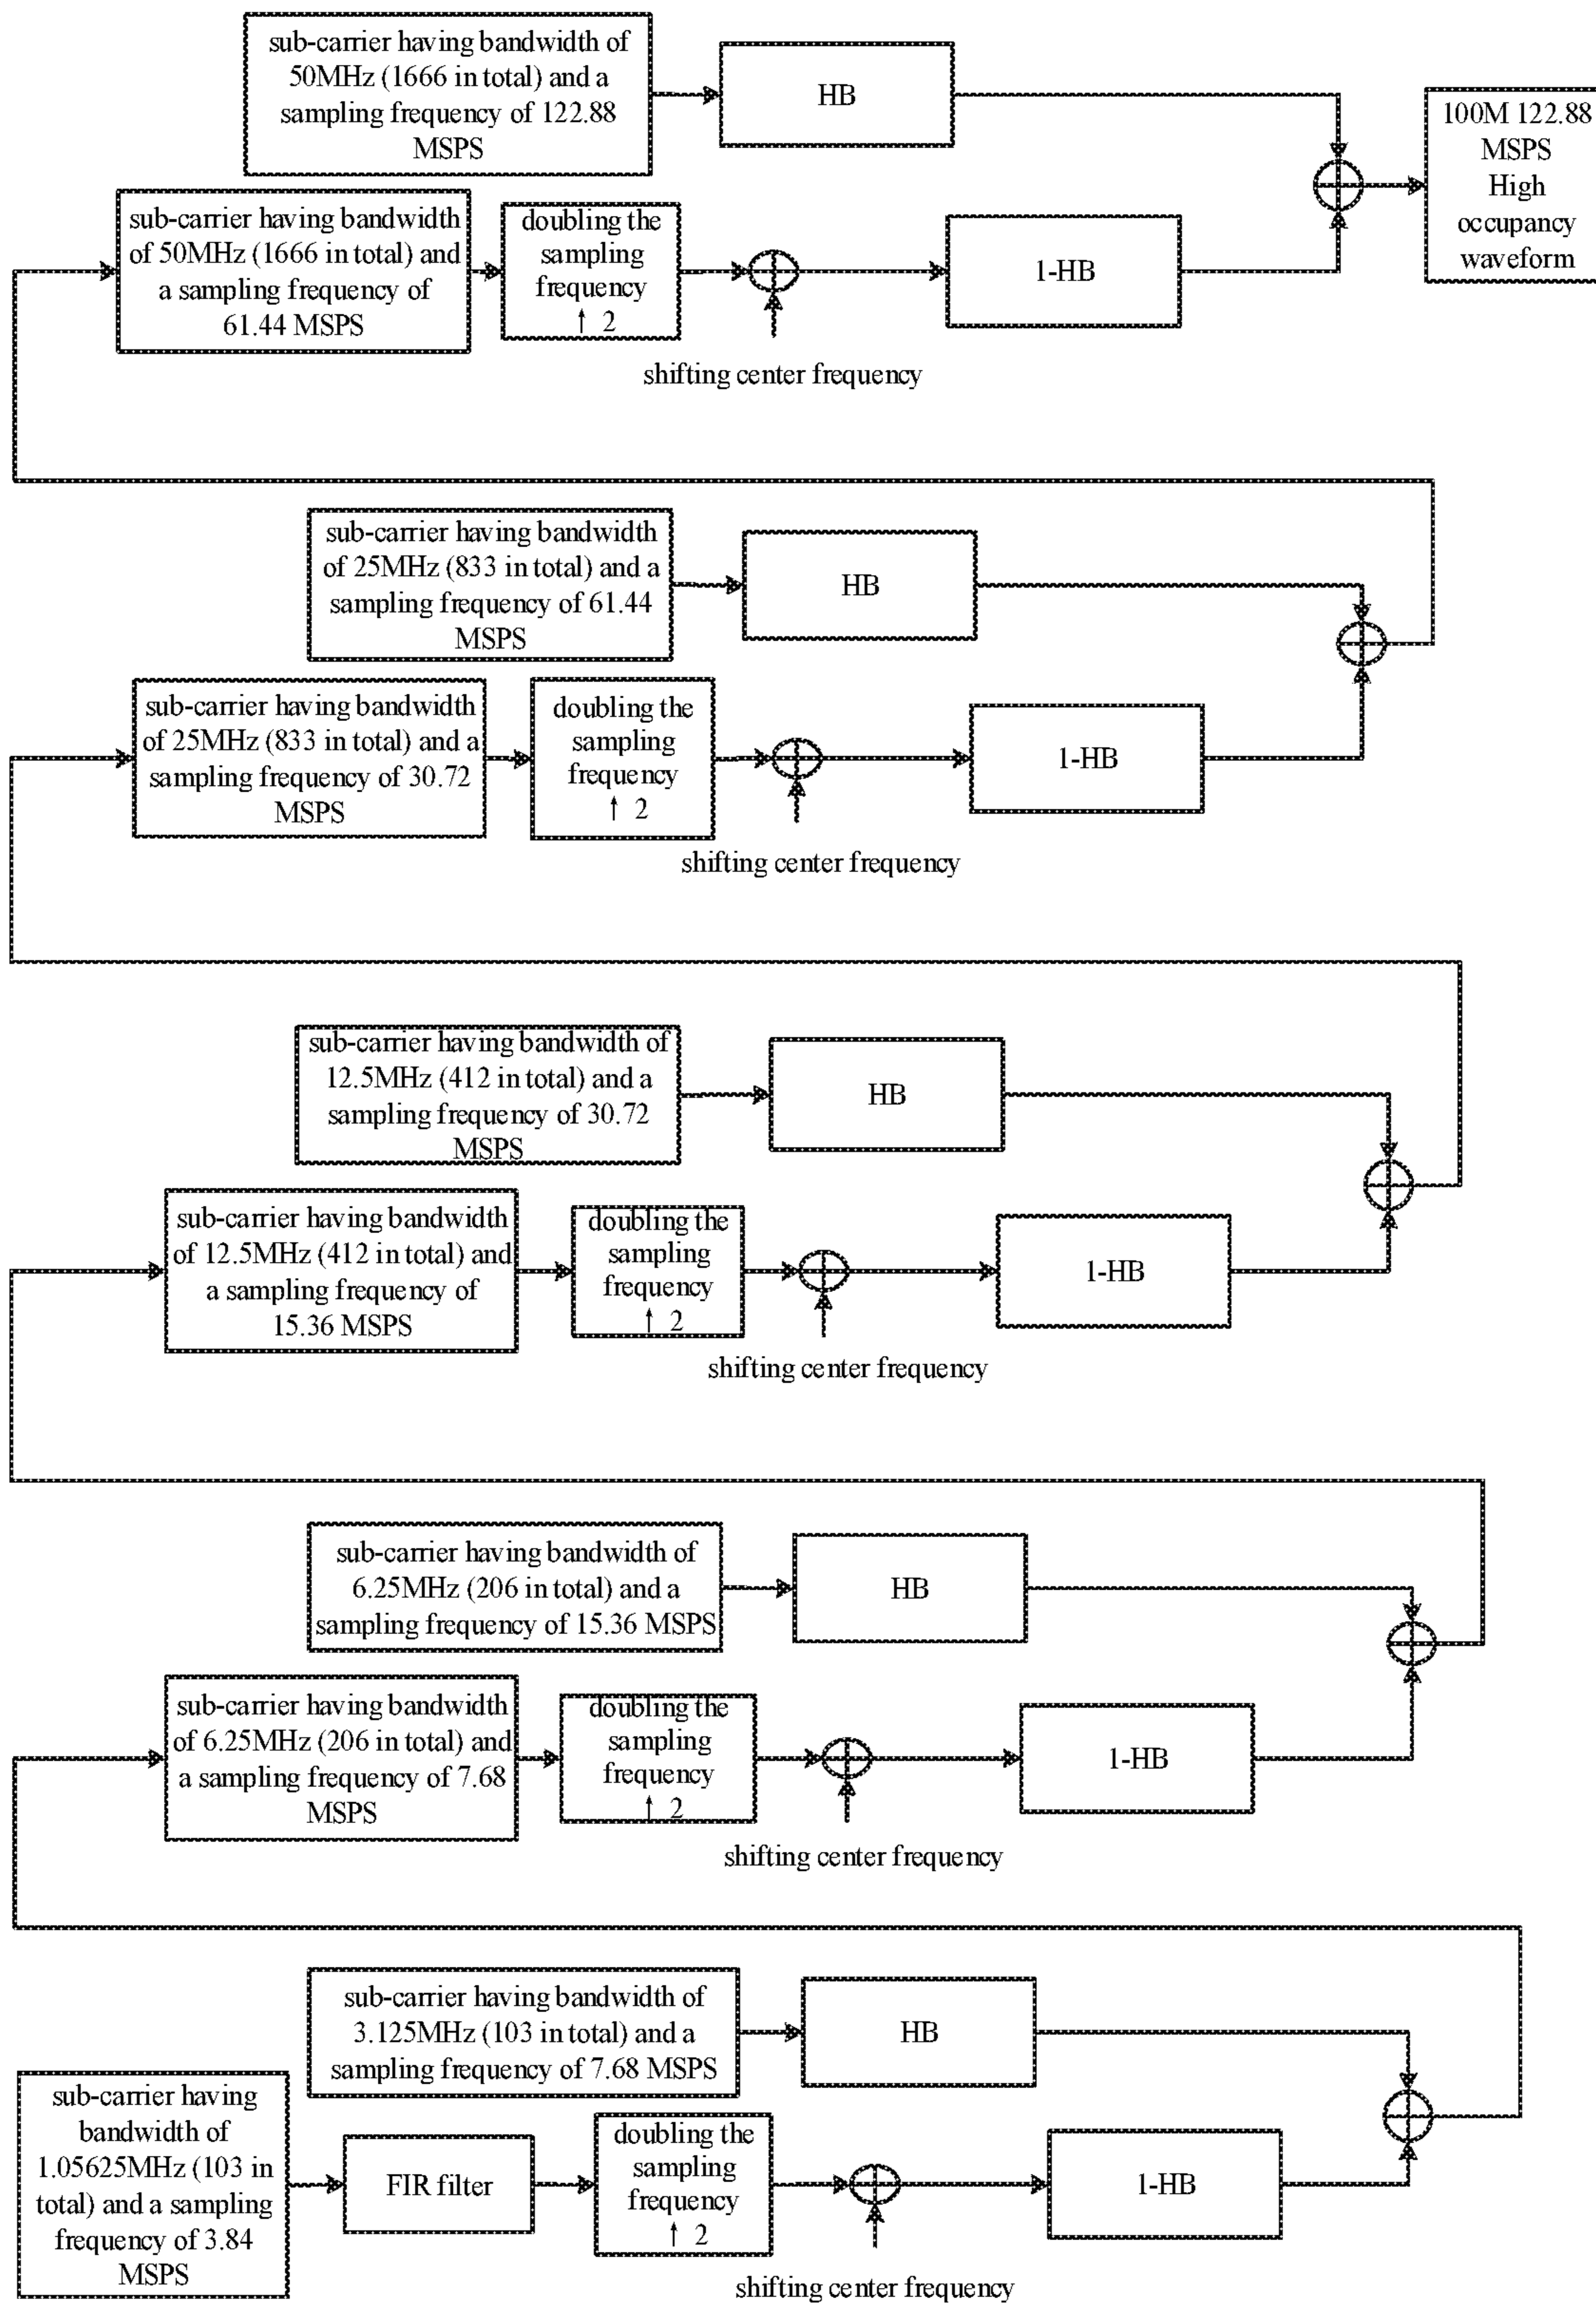 sub-carrier having bandwidth of
50MHz (1666 in total) and a
sampling frequency of 122.88
MSPS
HB
100M 122.88
MSPS
High
occupancy
waveform
sub-carrier having bandwidth
of 50MHz (1666 in total) and
a sampling frequency of
61.44 MSPS
doubling the
sampling
frequency
↑ 2
1-HB
shifting center frequency
sub-carrier having bandwidth
of 25MHz (833 in total) and a
sampling frequency of 61.44
MSPS
HB
sub-carrier having bandwidth
of 25MHz (833 in total) and a
sampling frequency of 30.72
MSPS
doubling the
sampling
frequency
↑ 2
1-HB
shifting center frequency
sub-carrier having bandwidth of
12.5MHz (412 in total) and a
sampling frequency of 30.72
MSPS
HB
sub-carrier having bandwidth
of 12.5MHz (412 in total) and
a sampling frequency of
15.36 MSPS
doubling the
sampling
frequency
↑ 2
1-HB
shifting center frequency
sub-carrier having bandwidth of
6.25MHz (206 in total) and a
sampling frequency of 15.36 MSPS
HB
sub-carrier having bandwidth
of 6.25MHz (206 in total) and
a sampling frequency of 7.68
MSPS
doubling the
sampling
frequency
↑ 2
1-HB
shifting center frequency
sub-carrier having bandwidth of
3.125MHz (103 in total) and a
sampling frequency of 7.68 MSPS
HB
sub-carrier having
bandwidth of
1.05625MHz (103 in
total) and a sampling
frequency of 3.84
MSPS
FIR filter
doubling the
sampling
frequency
↑ 2
1-HB
shifting center frequency